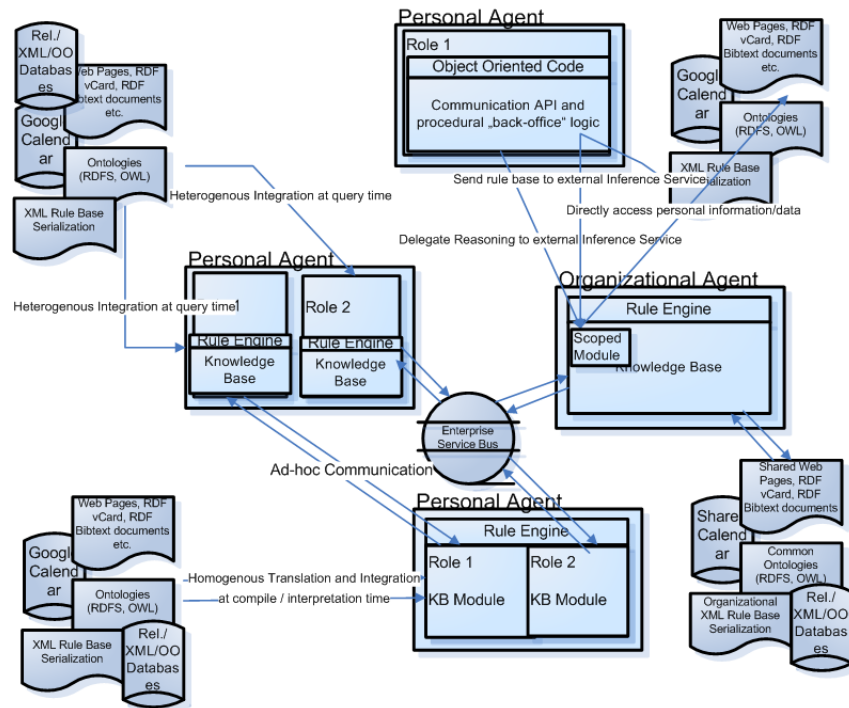 Rel./
XML/OO
Databas
es
Web Pages, RDF
vCard, RDF
Bibtext documents
etc.
Googl
Calend
ar
Ontologies
(RDFS, OWL)
XML Rule Base
Serialization
Personal Agent
Role 1
Object Oriented Code
Communication API and
procedural „back-office" logic
Web Pages, RDF
vCard, RDF
Bibtext documents
etc.
Google
Calend
ar
Ontologies
(RDFS, OWL)
XML Rule Base
Serialization
Heterogenous Integration at query time
Send rule base to external Inference Service
Directly access personal information/data
Delegate Reasoning to external Inference Service
Heterogenous Integration at query time
Personal Agent
1
Rule Engine
Knowledge
Base
Role 2
Rule Engine
Knowledge
Base
Organizational Agent
Rule Engine
Scoped
Module
Knowledge Base
Enterprise
Service Bus
Ad-hoc Communication
Personal Agent
Rule Engine
Role 1
KB Module
Role 2
KB Module
Web Pages, RDF
vCard, RDF
Bibtext documents
etc.
Google
Calend
ar
Ontologies
(RDFS, OWL)
XML Rule Base
Serialization
Rel./
XML/OO
Databas
es
Homogenous Translation and Integration
at compile / interpretation time
Shared Web
Pages, RDF
vCard, RDF
Bibtext documents
Share
Calend
ar
Common
Ontologies
(RDFS, OWL)
Organizational
XML Rule Base
Serialization
Rel./
XML/OO
Databas
es